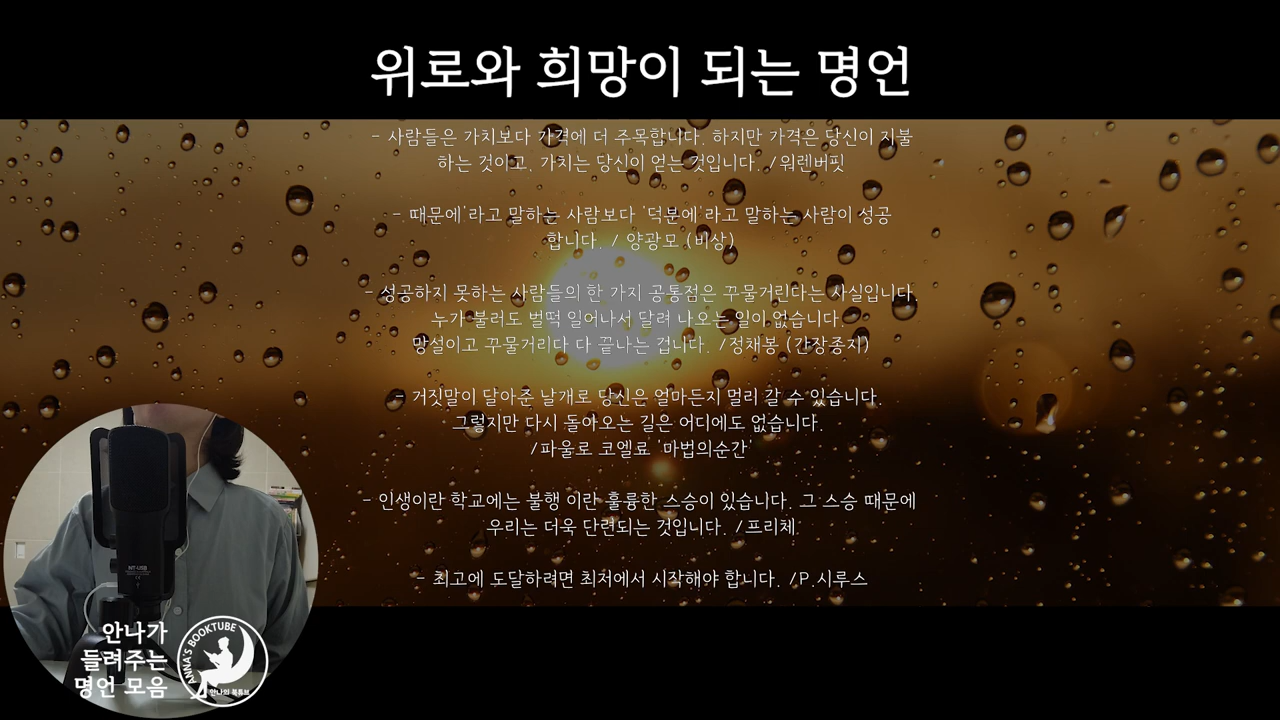 위로와 희망이 되는 명언
- 사람들은 가치보다 가격에 더 주목합니다. 하지만 가격은 당신이 지불
하는 것이고, 가치는 당신이 얻는 것입니다. /워렌버핏
- 때문에'라고 말하는 사람보다 '덕분에'라고 말하는 사람이 성공
합니다. / 양광모 (비상)
- 성공하지 못하는 사람들의 한 가지 공통점은 꾸물거린다는 사실입니다.
누가 불러도 벌떡 일어나서 달려 나오는 일이 없습니다.
망설이고 꾸물거리다 다 끝나는 겁니다. /정채봉 (간장종지)
- 거짓말이 달아준 날개로 당신은 얼마든지 멀리 갈 수 있습니다.
그렇지만 다시 돌아오는 길은 어디에도 없습니다.
/파울로 코엘료 '마법의순간'
- 인생이란 학교에는 불행 이란 훌륭한 스승이 있습니다. 그 스승 때문에
우리는 더욱 단련되는 것입니다. /프리체
- 최고에 도달하려면 최저에서 시작해야 합니다. /P.시루스
NT-USB
안나가
들려주는
명언 모음
ANNA'S BOOKTUBE
안나의 북튜브